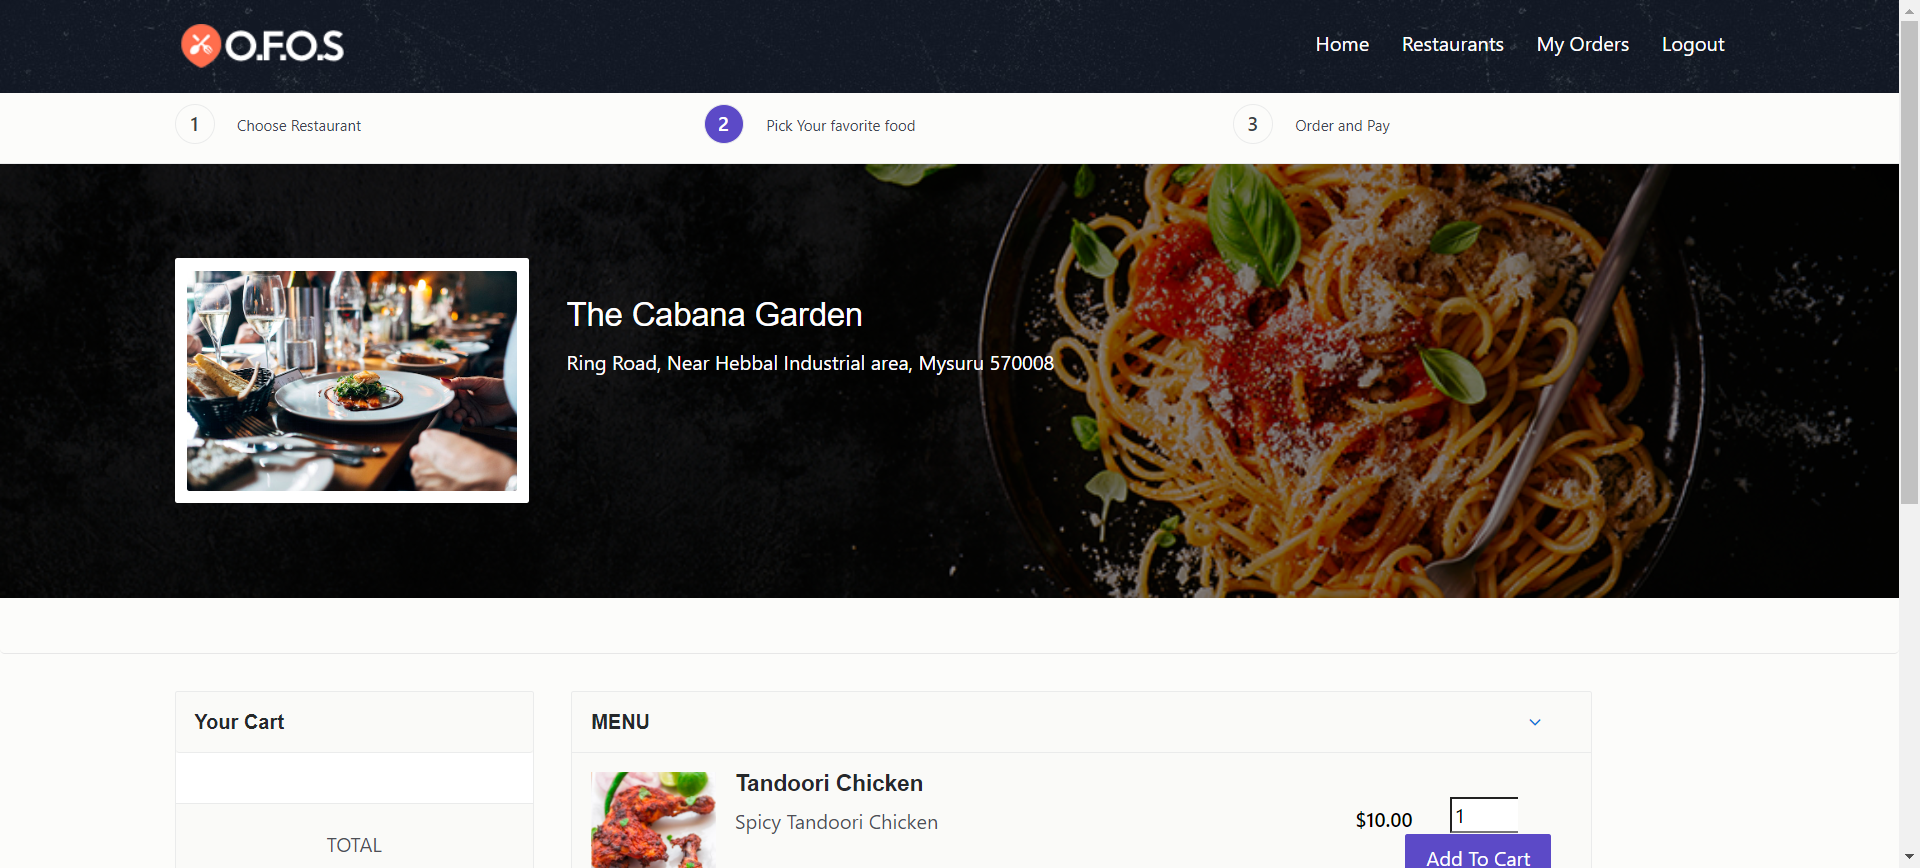 O.F.O.S
Home Restaurants My Orders Logout
1 Choose Restaurant 2 Pick Your favorite food 3 Order and Pay
The Cabana Garden
Ring Road, Near Hebbal Industrial area, Mysuru 570008
Your Cart
TOTAL
MENU
Tandoori Chicken
Spicy Tandoori Chicken
$10.00 1
Add To Cart